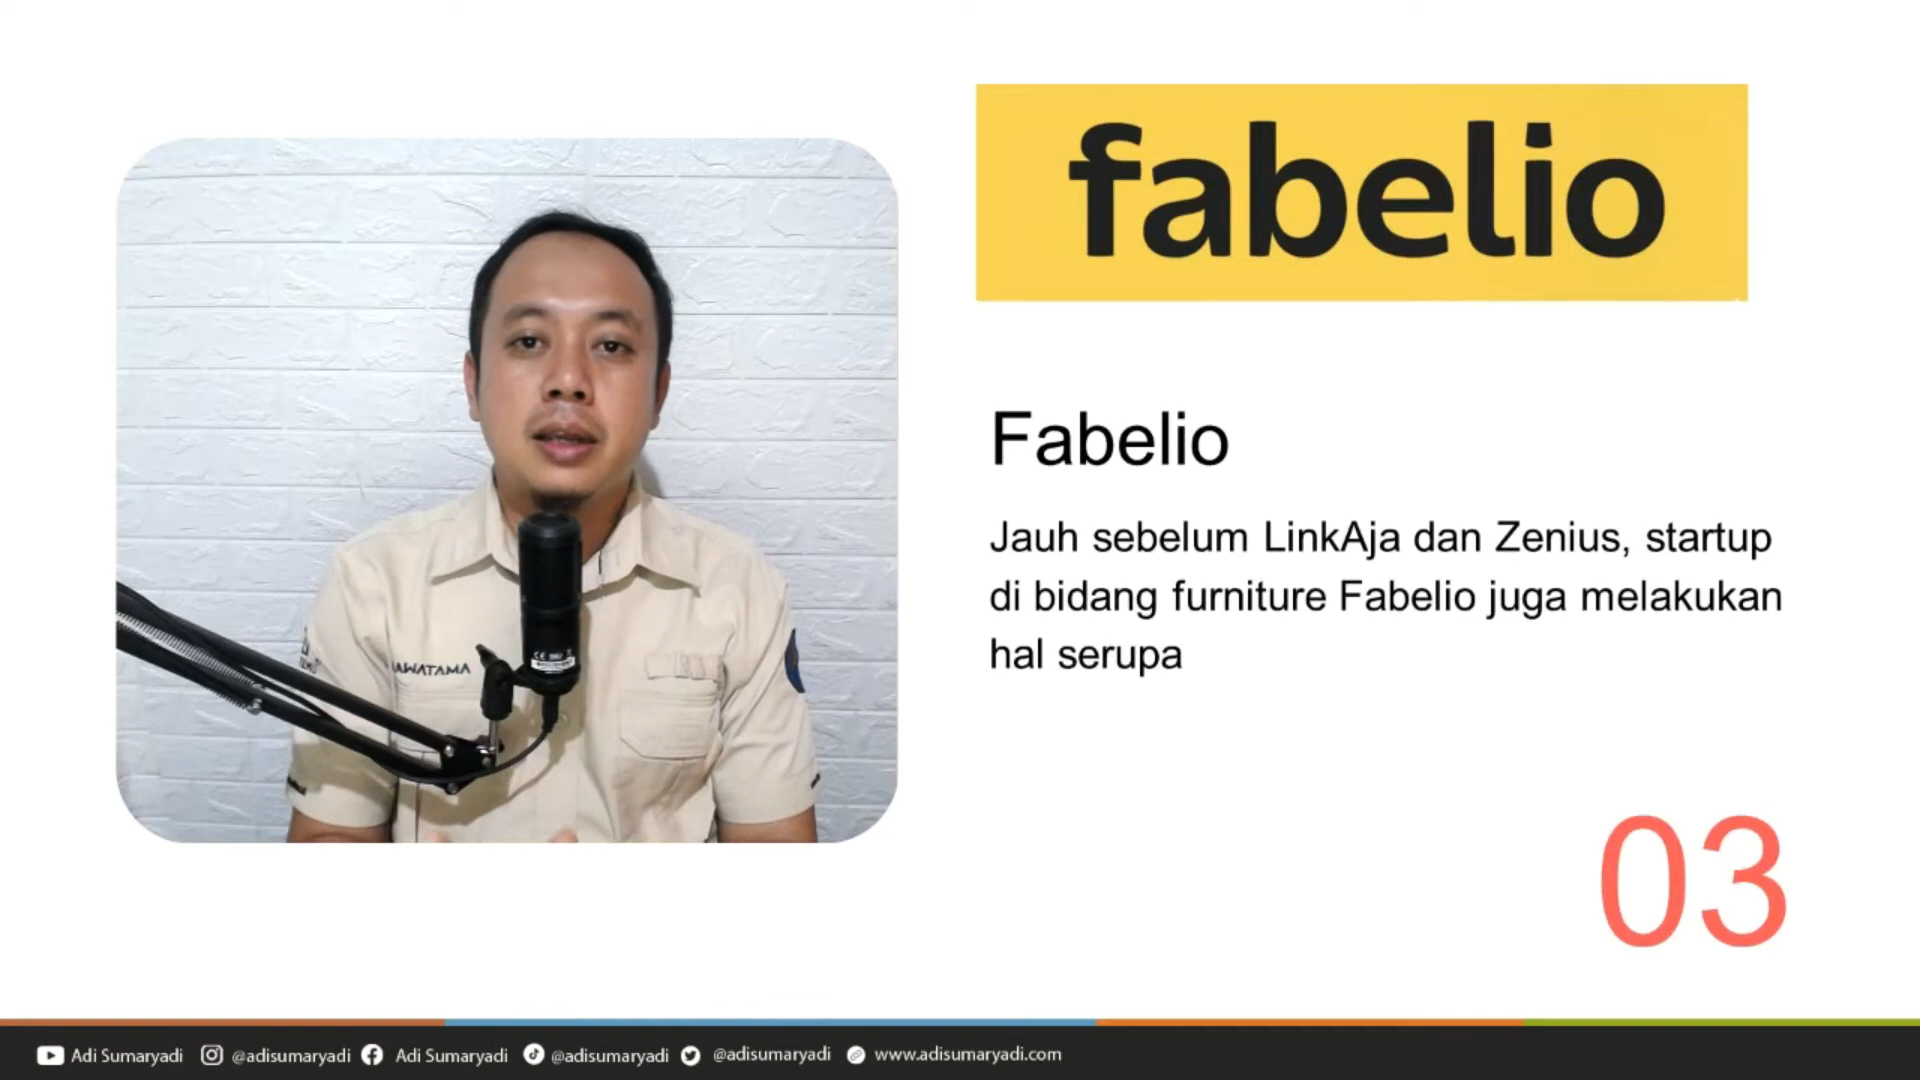 fabelio
Fabelio
Jauh sebelum LinkAja dan Zenius, startup
di bidang furniture Fabelio juga melakukan
hal serupa
AWATAMA
03
Adi Sumaryadi @adisumaryadi Adi Sumaryadi @adisumaryadi @adisumaryadi www.adisumaryadi.com